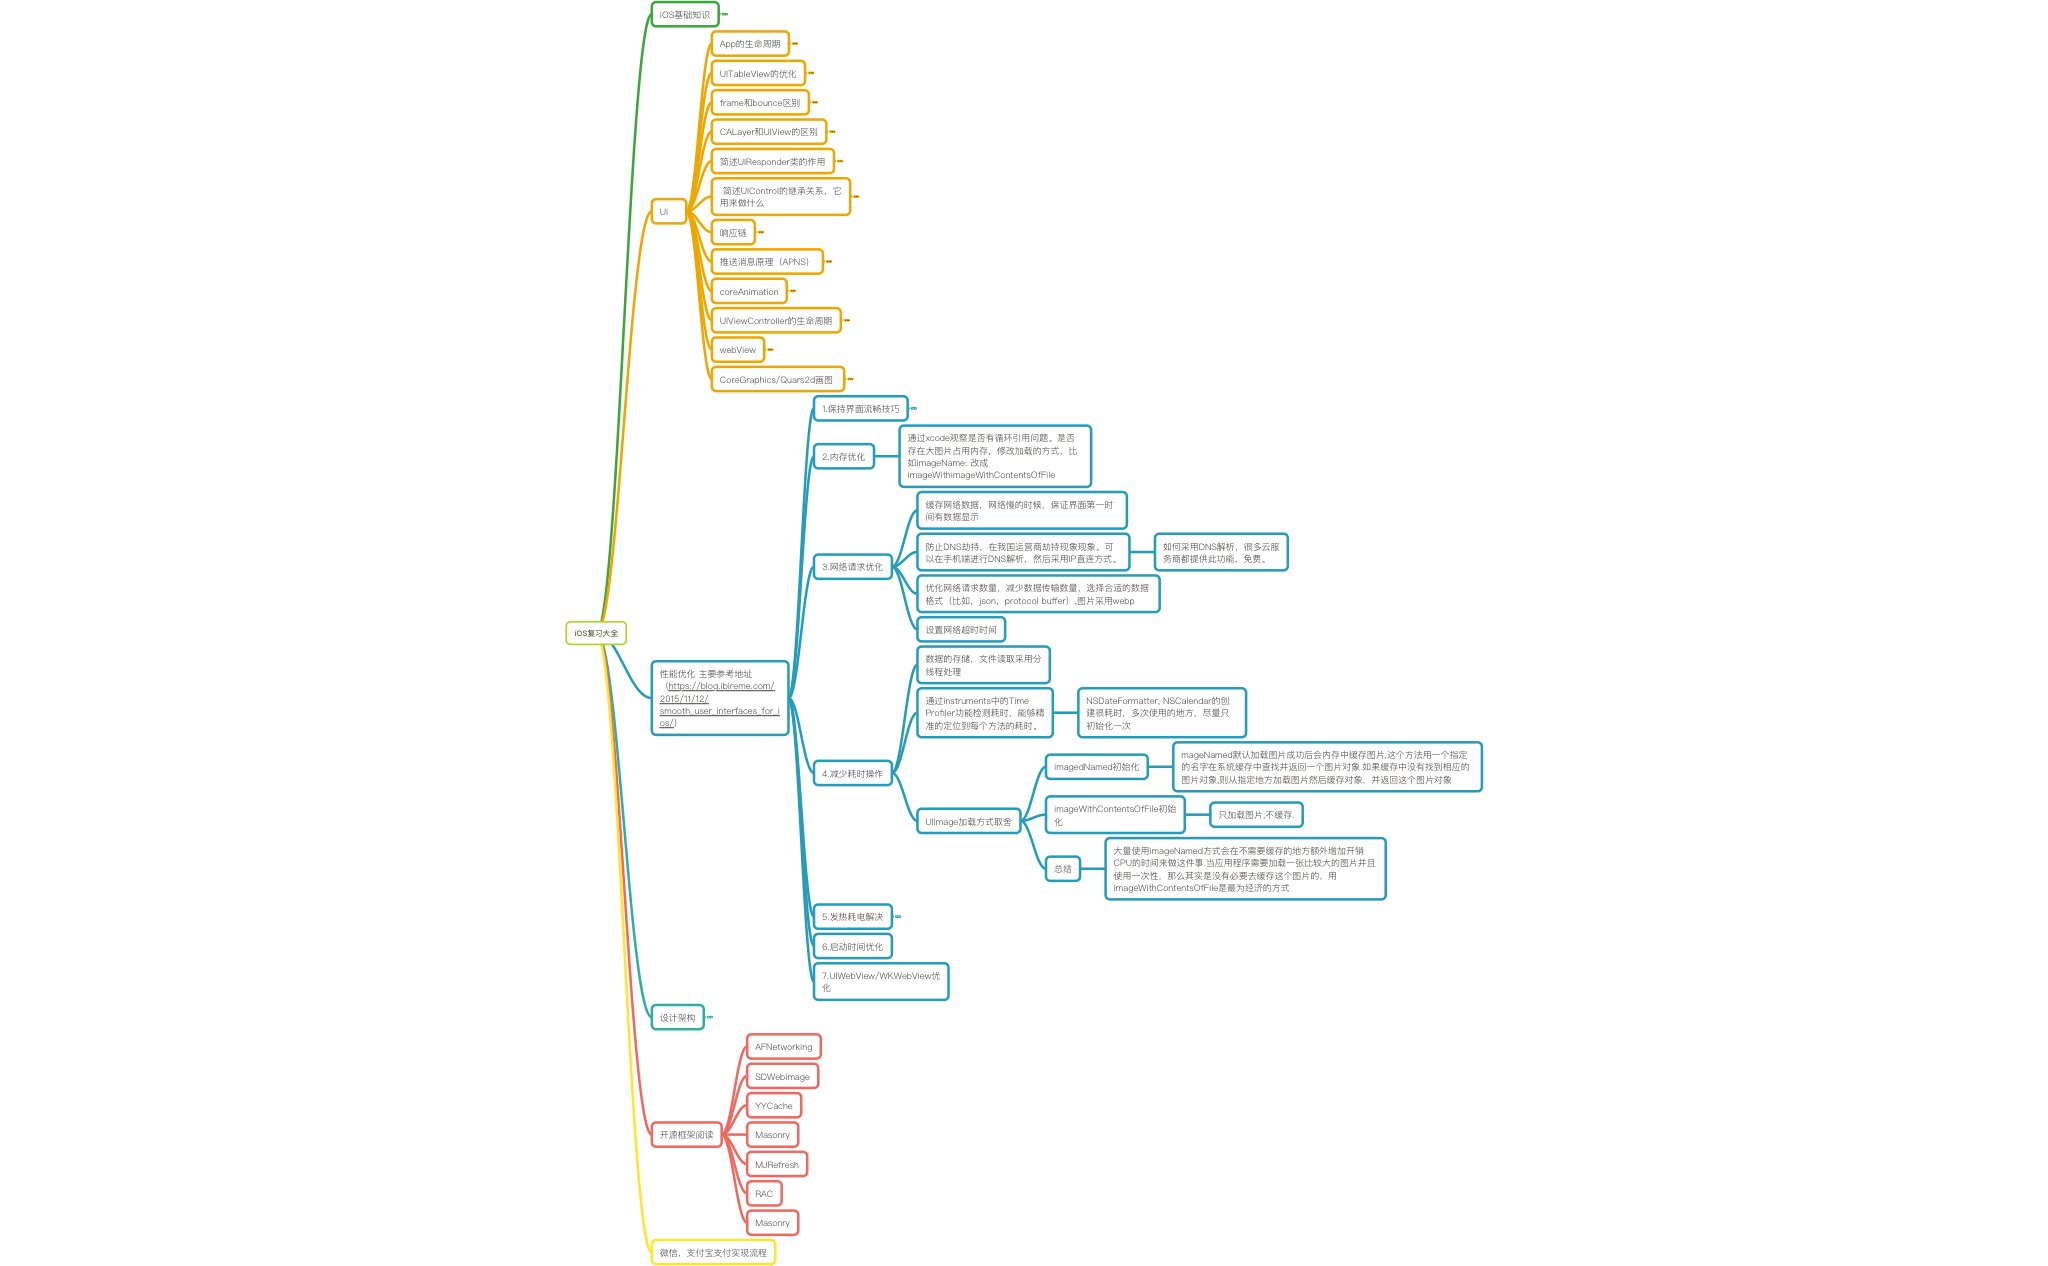 iOS基础知识
App的生命周期
UITableView的优化
frame和bounce区别
CALayer和UIView的区别
简述UIResponder类的作用
简述UIControl的继承关系，它
用来做什么
UI
响应链
推送消息原理（APNS）
coreAnimation
UIViewController的生命周期
webView
CoreGraphics/Quars2d画图
1.保持界面流畅技巧
2.内存优化
通过xcode观察是否有循环引用问题。是否
存在大图片占用内存，修改加载的方式，比
如imageName: 改成
imageWithimageWithContentsOfFile
3.网络请求优化
缓存网络数据，网络慢的时候，保证界面第一时
间有数据显示
防止DNS劫持，在我国运营商劫持现象现象。可
以在手机端进行DNS解析，然后采用IP直连方式。
如何采用DNS解析，很多云服
务商都提供此功能，免费。
优化网络请求数量，减少数据传输数量，选择合适的数据
格式（比如，json，protocol buffer）,图片采用webp
设置网络超时时间
iOS复习大全
性能优化 主要参考地址
（https://blog.ibireme.com/
2015/11/12/
smooth_user_interfaces_for_i
os/)
4.减少耗时操作
数据的存储，文件读取采用分
线程处理
通过instruments中的Time
Profiler功能检测耗时，能够精
准的定位到每个方法的耗时。
NSDateFormatter, NSCalendar的创
建很耗时，多次使用的地方，尽量只
初始化一次
UIImage加载方式取舍
imagedNamed初始化
mageNamed默认加载图片成功后会内存中缓存图片,这个方法用一个指定
的名字在系统缓存中查找并返回一个图片对象.如果缓存中没有找到相应的
图片对象,则从指定地方加载图片然后缓存对象，并返回这个图片对象
imageWithContentsOfFile初始
化
只加载图片,不缓存.
总结
大量使用imageNamed方式会在不需要缓存的地方额外增加开销
CPU的时间来做这件事.当应用程序需要加载一张比较大的图片并且
使用一次性，那么其实是没有必要去缓存这个图片的，用
imageWithContentsOfFile是最为经济的方式
5.发热耗电解决
6.启动时间优化
7.UIWebView/WKWebView优
化
设计架构
开源框架阅读
AFNetworking
SDWebimage
YYCache
Masonry
MJRefresh
RAC
Masonry
微信，支付宝支付实现流程